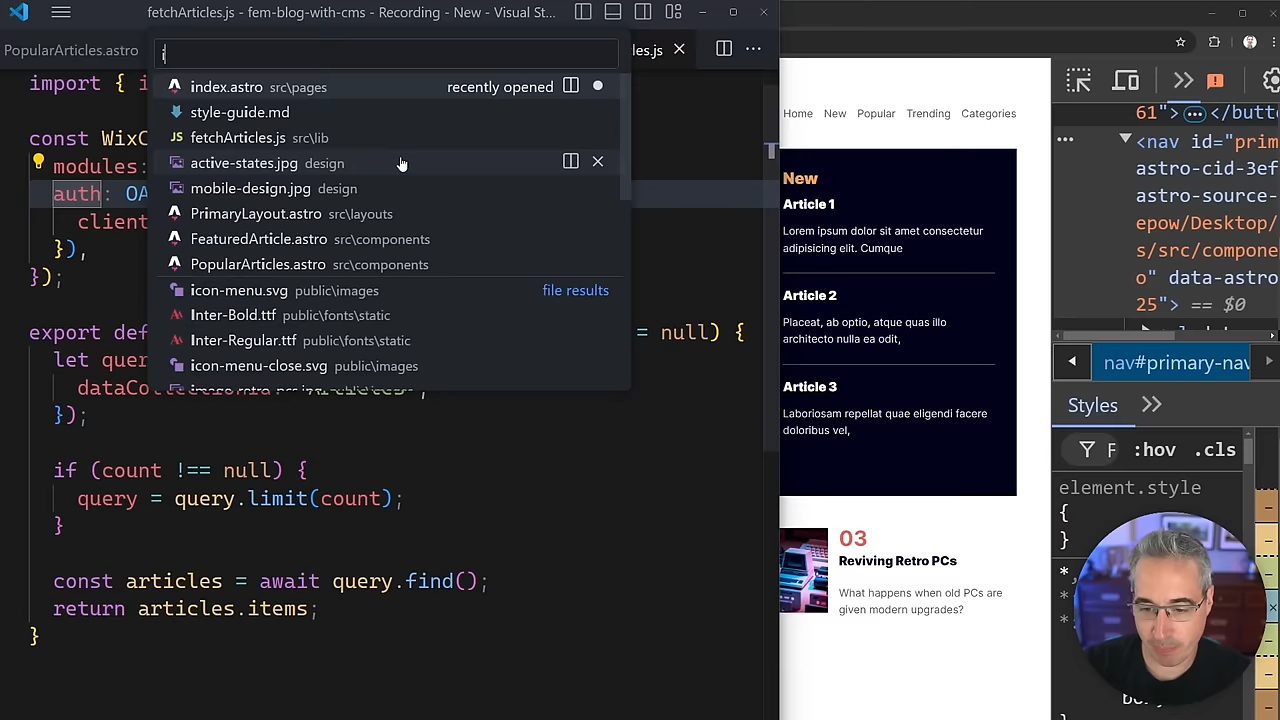 fetchArticles.js - fem-blog-with-cms - Recording - New - Visual St...
PopularArticles.astro
les.js
i
index.astro src\pages recently opened
style-guide.md
fetchArticles.js src\lib
active-states.jpg design
mobile-design.jpg design
PrimaryLayout.astro src\layouts
FeaturedArticle.astro src\components
PopularArticles.astro src\components
icon-menu.svg public\images file results
Inter-Bold.ttf public\fonts\static
Inter-Regular.ttf public\fonts\static
icon-menu-close.svg public\images
import { i
const WixC
modules:
auth: OA
client
}),
});
export def = null) {
let quer
});
if (count !== null) {
query = query.limit(count);
}
const articles = await query.find();
return articles.items;
}
Home New Popular Trending Categories
New
Article 1
Lorem ipsum dolor sit amet consectetur
adipisicing elit. Cumque
Article 2
Placeat, ab optio, atque quas illo
architecto nulla ea odit,
Article 3
Laboriosam repellat quae eligendi facere
doloribus vel,
03
Reviving Retro PCs
What happens when old PCs are
given modern upgrades?
61"> ... </butt
<nav id="prim
astro-cid-3ef
astro-source-
epow/Desktop/
s/src/compone
o" data-astro
25"> == $0
nav#primary-nav
Styles
F :hov .cls
element.style
{
}